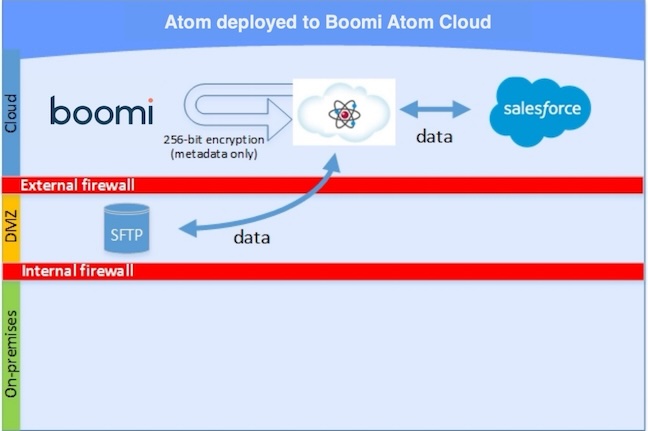 Atom deployed to Boomi Atom Cloud
Cloud
boomi
256-bit encryption
(metadata only)
data
salesforce
External firewall
DMZ
SFTP
data
Internal firewall
On-premises